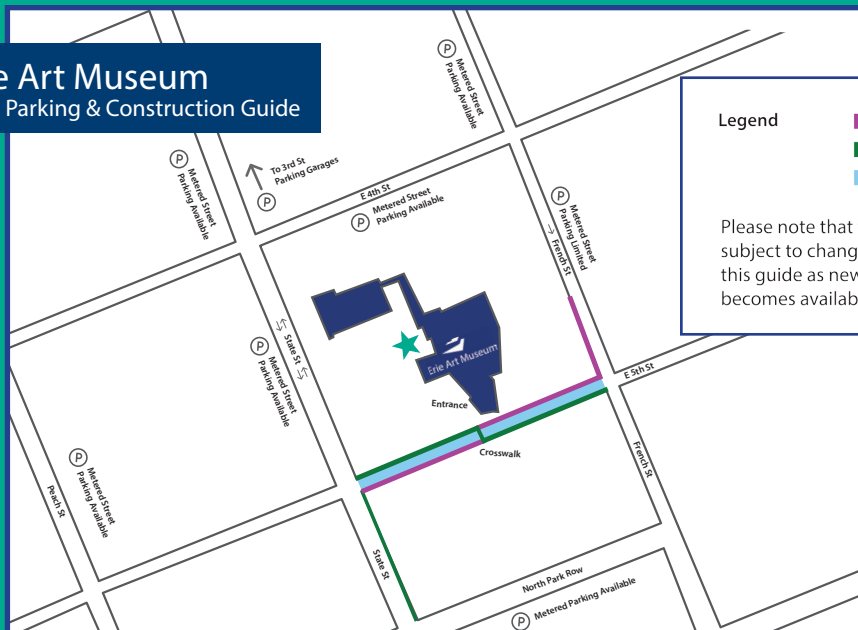 Art Museum
Parking & Construction Guide
P
Metered Street
Parking Available
P
Metered Street
Parking Available
To 3rd St
Parking Garages
P
E 4th St
P
Metered Street
Parking Available
P
Metered Street
Parking Limited
French St
Legend
Please note that
subject to chang
this guide as new
becomes availab
State St
P
Metered Street
Parking Available
Erie Art Museum
Entrance
E 5th St
Crosswalk
French St
P
Metered Street
Parking Available
Peach St
State St
North Park Row
P
Metered Parking Available